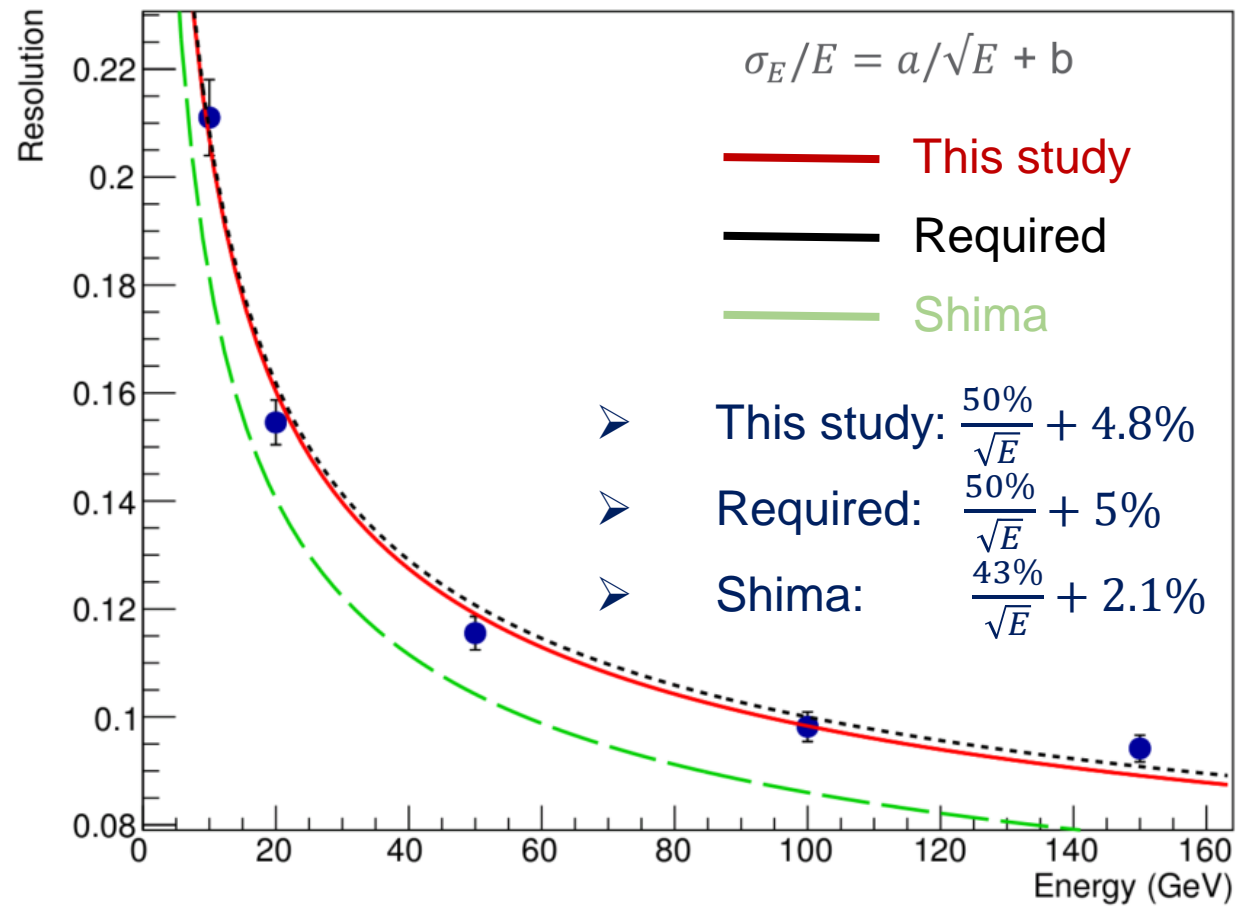 Resolution
0.22
0.2
0.18
0.16
0.14
0.12
0.1
0.08
σ_E/E = a/√E + b
This study
Required
Shima
➢ This study: 50%/√E + 4.8%
➢ Required: 50%/√E + 5%
➢ Shima: 43%/√E + 2.1%
0 20 40 60 80 100 120 140 160
Energy (GeV)